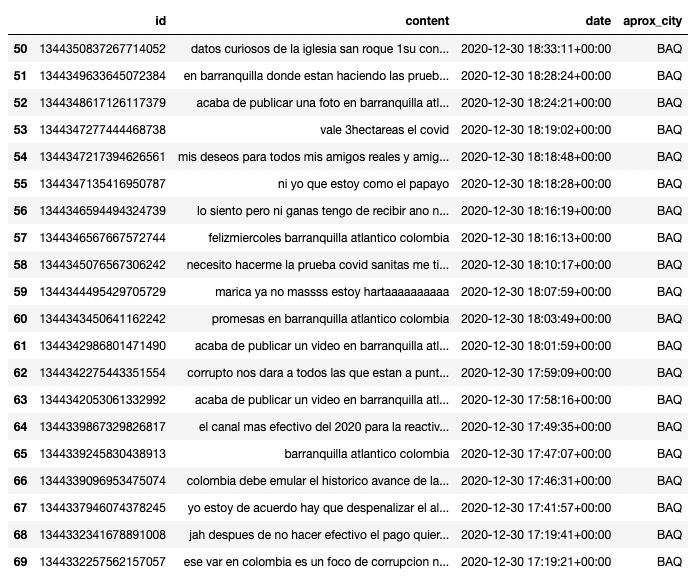 id content date aprox_city
50 1344350837267714052 datos curiosos de la iglesia san roque 1su con... 2020-12-30 18:33:11+00:00 BAQ
51 1344349633645072384 en barranquilla donde estan haciendo las prueb... 2020-12-30 18:28:24+00:00 BAQ
52 1344348617126117379 acaba de publicar una foto en barranquilla atl... 2020-12-30 18:24:21+00:00 BAQ
53 1344347277444468738 vale 3hectareas el covid 2020-12-30 18:19:02+00:00 BAQ
54 1344347217394626561 mis deseos para todos mis amigos reales y amig... 2020-12-30 18:18:48+00:00 BAQ
55 1344347135416950787 ni yo que estoy como el papayo 2020-12-30 18:18:28+00:00 BAQ
56 1344346594494324739 lo siento pero ni ganas tengo de recibir ano n... 2020-12-30 18:16:19+00:00 BAQ
57 1344346567667572744 felizmiercoles barranquilla atlantico colombia 2020-12-30 18:16:13+00:00 BAQ
58 1344345076567306242 necesito hacerme la prueba covid sanitas me ti... 2020-12-30 18:10:17+00:00 BAQ
59 1344344495429705729 marica ya no massss estoy hartaaaaaaaaaa 2020-12-30 18:07:59+00:00 BAQ
60 1344343450641162242 promesas en barranquilla atlantico colombia 2020-12-30 18:03:49+00:00 BAQ
61 1344342986801471490 acaba de publicar un video en barranquilla atl... 2020-12-30 18:01:59+00:00 BAQ
62 1344342275443351554 corrupto nos dara a todos las que estan a punt... 2020-12-30 17:59:09+00:00 BAQ
63 1344342053061332992 acaba de publicar un video en barranquilla atl... 2020-12-30 17:58:16+00:00 BAQ
64 1344339867329826817 el canal mas efectivo del 2020 para la reactiv... 2020-12-30 17:49:35+00:00 BAQ
65 1344339245830438913 barranquilla atlantico colombia 2020-12-30 17:47:07+00:00 BAQ
66 1344339096953475074 colombia debe emular el historico avance de la... 2020-12-30 17:46:31+00:00 BAQ
67 1344337946074378245 yo estoy de acuerdo hay que despenalizar el al... 2020-12-30 17:41:57+00:00 BAQ
68 1344332341678891008 jah despues de no hacer efectivo el pago quier... 2020-12-30 17:19:41+00:00 BAQ
69 1344332257562157057 ese var en colombia es un foco de corrupcion n... 2020-12-30 17:19:21+00:00 BAQ